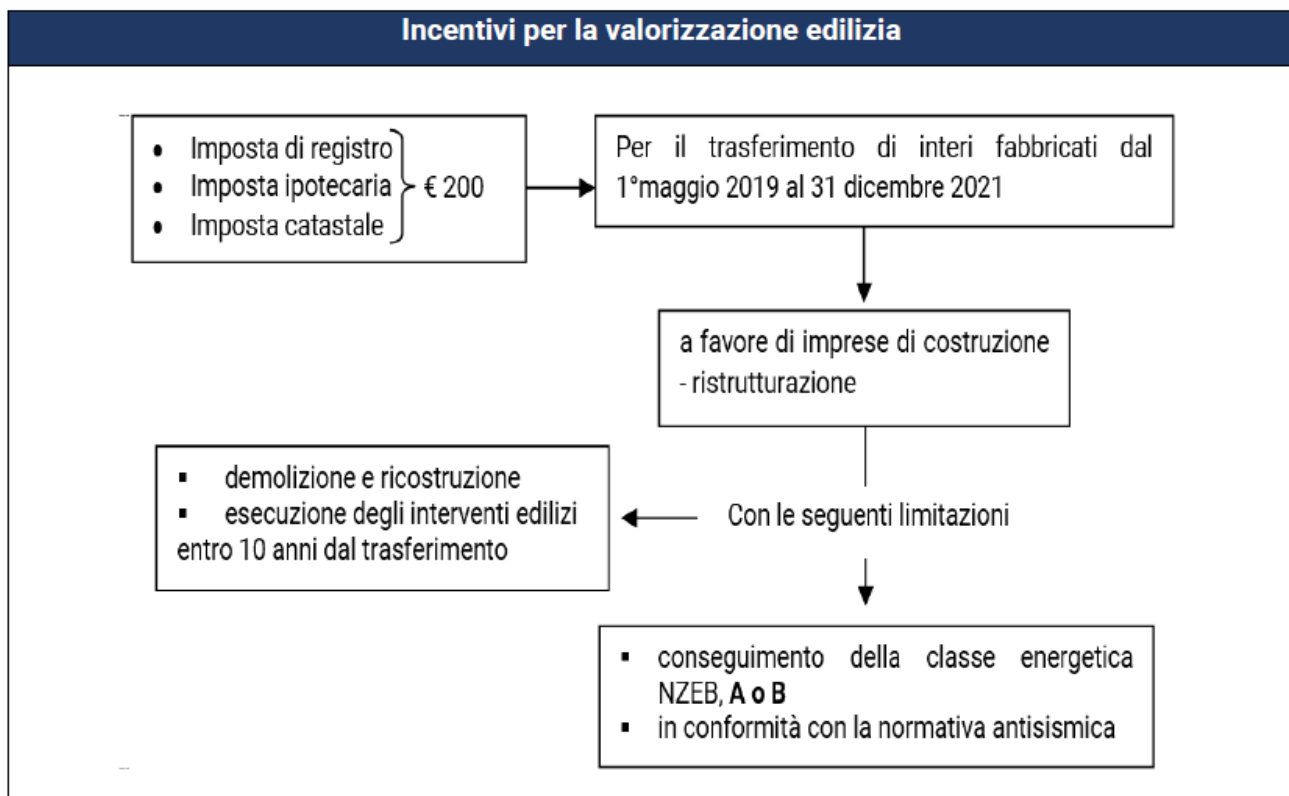 Incentivi per la valorizzazione edilizia
• Imposta di registro
• Imposta ipotecaria
• Imposta catastale
€ 200
Per il trasferimento di interi fabbricati dal
1°maggio 2019 al 31 dicembre 2021
a favore di imprese di costruzione
- ristrutturazione
Con le seguenti limitazioni
▪ demolizione e ricostruzione
▪ esecuzione degli interventi edilizi
entro 10 anni dal trasferimento
▪ conseguimento della classe energetica
NZEB, A o B
▪ in conformità con la normativa antisismica